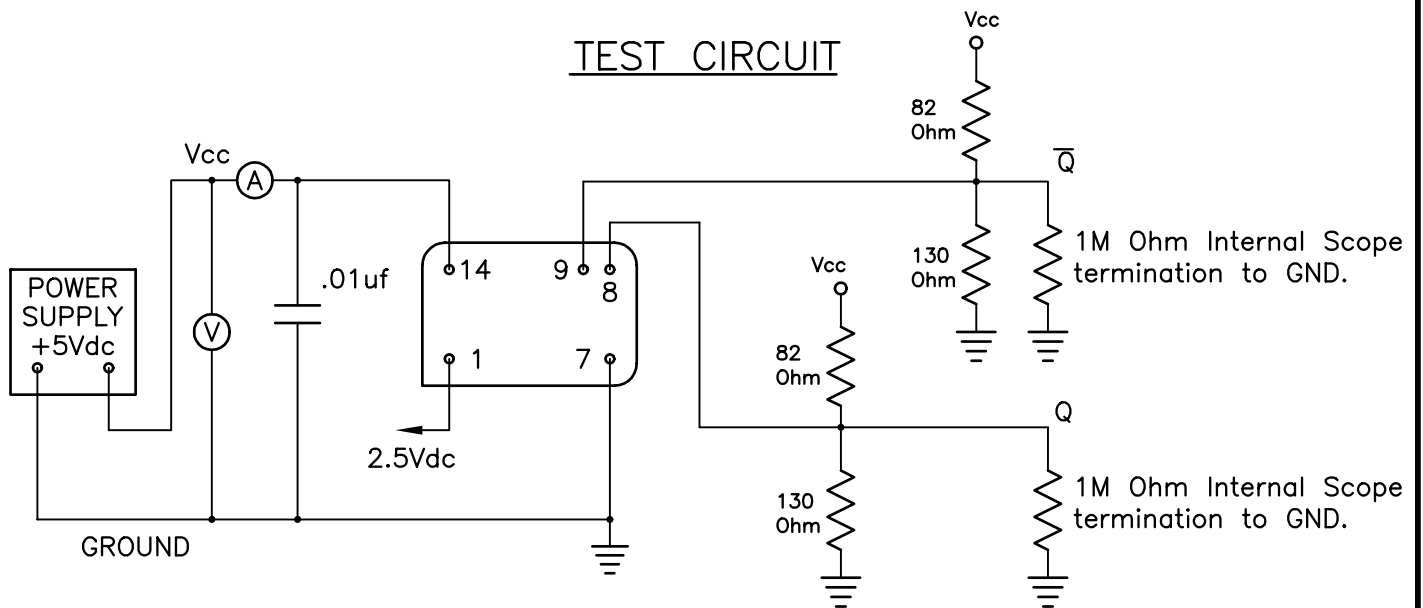 TEST CIRCUIT
Vcc
82
Ohm
Q̅
Vcc
A
14
9
8
130
Ohm
1M Ohm Internal Scope
termination to GND.
Vcc
POWER
SUPPLY
+5Vdc
V
.01uf
1
7
82
Ohm
Q
2.5Vdc
130
Ohm
1M Ohm Internal Scope
termination to GND.
GROUND